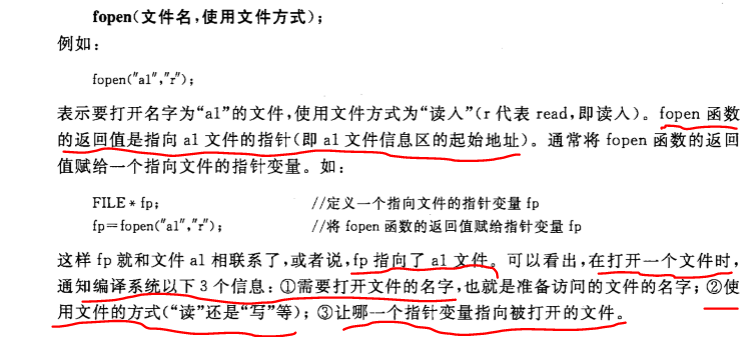 fopen(文件名,使用文件方式);
例如:
fopen("a1","r");
表示要打开名字为“a1”的文件,使用文件方式为“读入”(r 代表 read,即读入)。fopen 函数
的返回值是指向 a1 文件的指针(即 a1 文件信息区的起始地址)。通常将 fopen 函数的返回
值赋给一个指向文件的指针变量。如:
FILE * fp; //定义一个指向文件的指针变量 fp
fp=fopen("a1","r"); //将 fopen 函数的返回值赋给指针变量 fp
这样 fp 就和文件 a1 相联系了,或者说,fp 指向了 a1 文件。可以看出,在打开一个文件时,
通知编译系统以下 3 个信息:①需要打开文件的名字,也就是准备访问的文件的名字;②使
用文件的方式(“读”还是“写”等);③让哪一个指针变量指向被打开的文件。